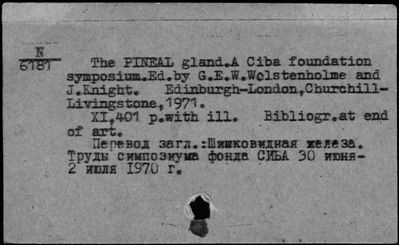 N
6181
The PINEAL gland.A Ciba foundation
symposium.Ed.by G.E.W.Wolstenholme and
J.Knight. Edinburgh-London,Churchill-
Livingstone,1971.
XI,401 p.with ill. Bibliogr.at end
of art.
Перевод загл.:Шишковидная железа.
Труды симпозиума фонда СИБА 30 июня-
2 июля 1970 г.